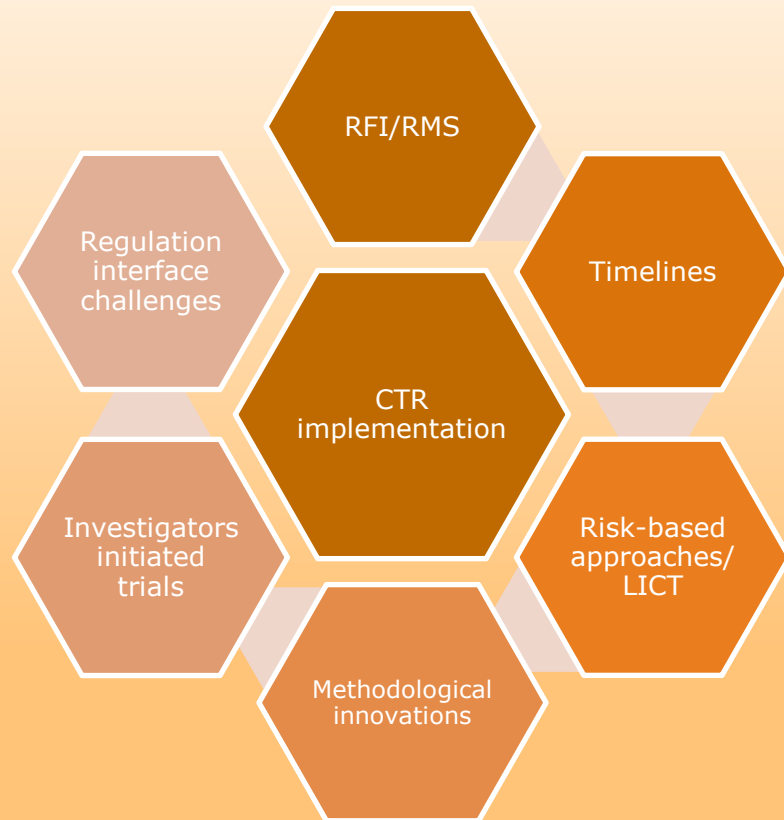 RFI/RMS
Timelines
Risk-based
approaches/
LICT
Methodological
innovations
Investigators
initiated
trials
Regulation
interface
challenges
CTR
implementation